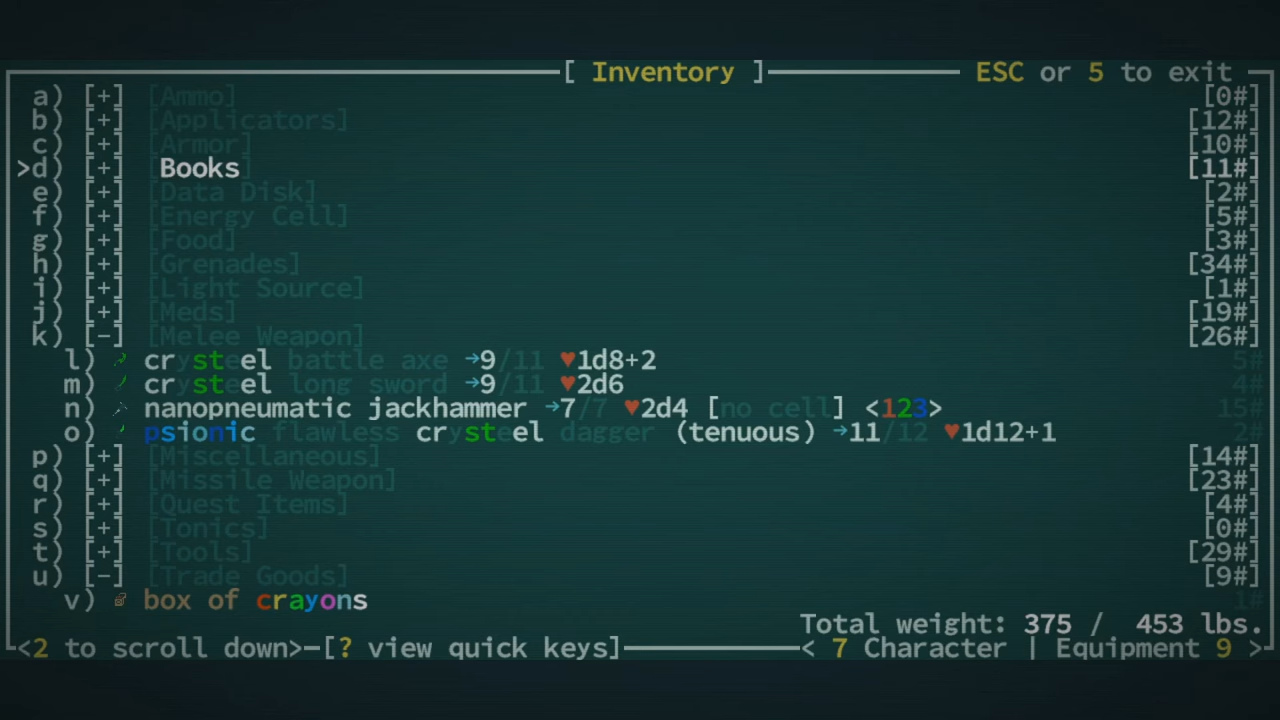 [ Inventory ] ESC or 5 to exit
a) [+] [Ammo] [0#]
b) [+] [Applicators] [12#]
c) [+] [Armor] [10#]
>d) [+] [Books] [11#]
e) [+] [Data Disk] [2#]
f) [+] [Energy Cell] [5#]
g) [+] [Food] [3#]
h) [+] [Grenades] [34#]
i) [+] [Light Source] [1#]
j) [+] [Meds] [19#]
k) [-] [Melee Weapon] [26#]
l) crysteel battle axe →9/11 ♥1d8+2 5#
m) crysteel long sword →9/11 ♥2d6 4#
n) nanopneumatic jackhammer →7/7 ♥2d4 [no cell] <123> 15#
o) psionic flawless crysteel dagger (tenuous) →11/12 ♥1d12+1 2#
p) [+] [Miscellaneous] [14#]
q) [+] [Missile Weapon] [23#]
r) [+] [Quest Items] [4#]
s) [+] [Tonics] [0#]
t) [+] [Tools] [29#]
u) [-] [Trade Goods] [9#]
v) box of crayons 1#
Total weight: 375 / 453 lbs.
<2 to scroll down>—[? view quick keys] < 7 Character | Equipment 9 >